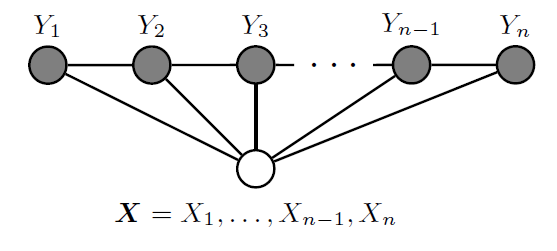 Y₁ Y₂ Y₃ Yₙ₋₁ Yₙ
. . .
X = X₁, . . . , Xₙ₋₁, Xₙ